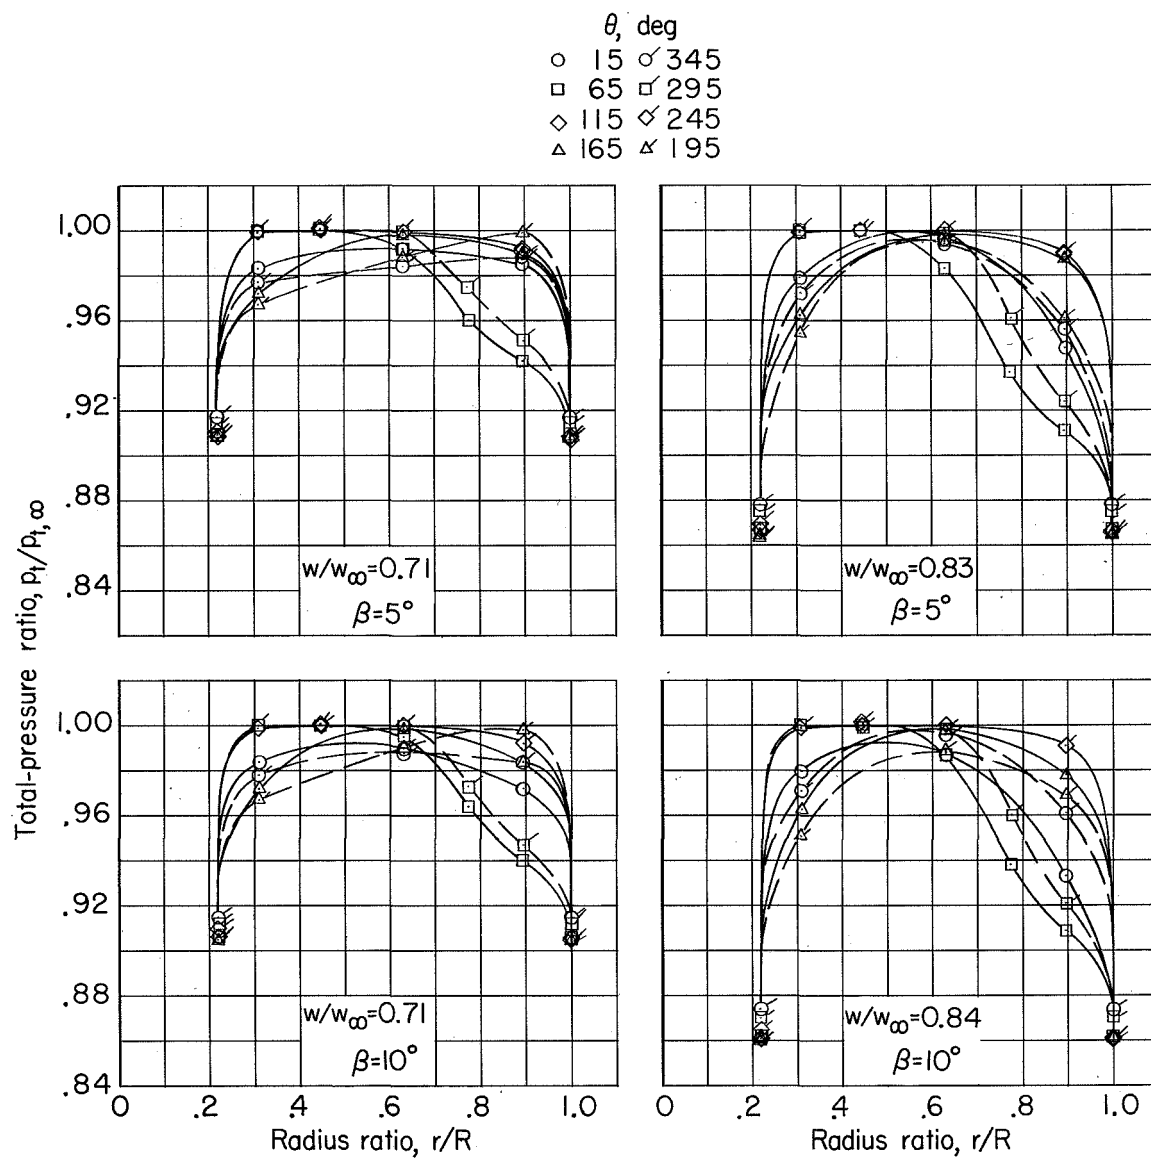 θ, deg
15 345
65 295
115 245
165 195
Total-pressure ratio, pt/pt,∞
1.00
.96
.92
.88
.84
w/w∞=0.71
β=5°
w/w∞=0.83
β=5°
1.00
.96
.92
.88
.84
w/w∞=0.71
β=10°
w/w∞=0.84
β=10°
0 .2 .4 .6 .8 1.0
0 .2 .4 .6 .8 1.0
Radius ratio, r/R
Radius ratio, r/R